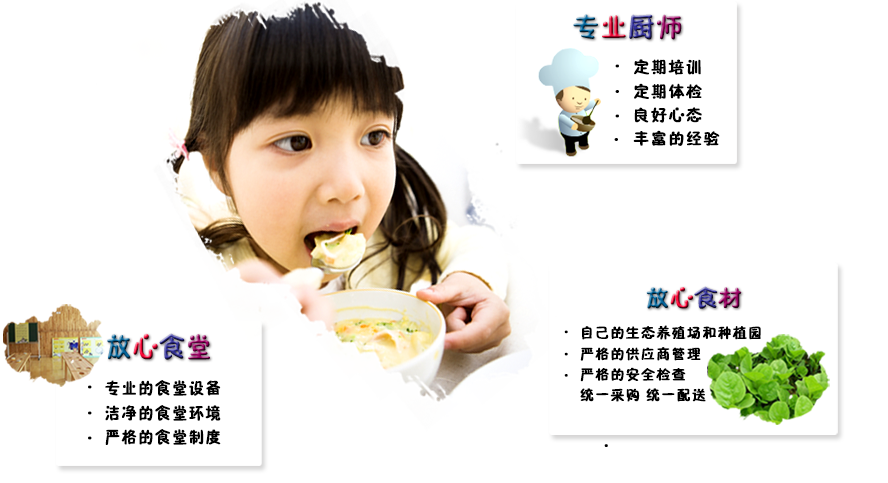 专业厨师
· 定期培训
· 定期体检
· 良好心态
· 丰富的经验
放心食材
· 自己的生态养殖场和种植园
· 严格的供应商管理
· 严格的安全检查
统一采购 统一配送
·
放心食堂
· 专业的食堂设备
· 洁净的食堂环境
· 严格的食堂制度